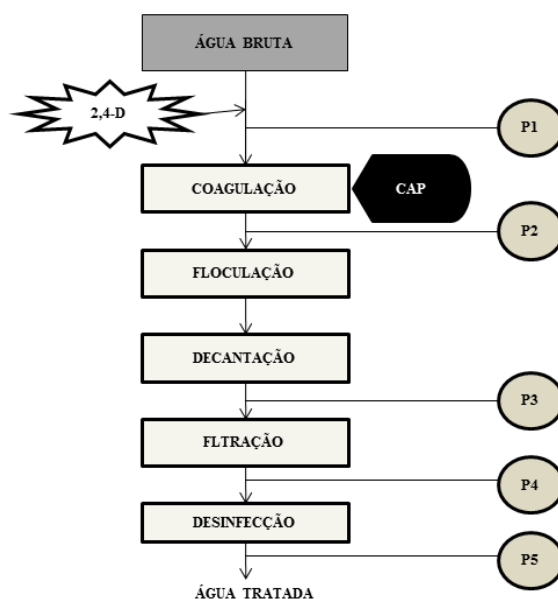 ÁGUA BRUTA
2,4-D
P1
COAGULAÇÃO
CAP
P2
FLOCULAÇÃO
DECANTAÇÃO
P3
FLTRAÇÃO
P4
DESINFECÇÃO
P5
ÁGUA TRATADA